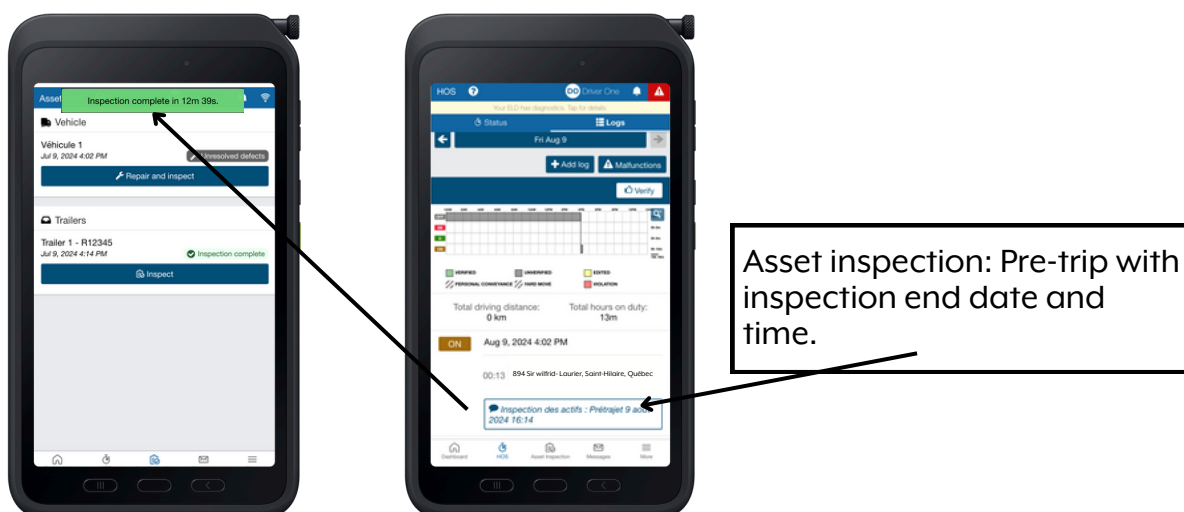 Asset
Inspection complete in 12m 39s.
Vehicle
Véhicule 1
Jul 9, 2024 4:02 PM
Unresolved defects
Repair and inspect
Trailers
Trailer 1 - R12345
Jul 9, 2024 4:14 PM
Inspection complete
Inspect
HOS
DO Driver One
Your ELD has diagnostics. Tap for details.
Status
Logs
Fri Aug 9
Add log
Malfunctions
Verify
VERIFIED
UNVERIFIED
EDITED
PERSONAL CONVEYANCE
YARD MOVE
VIOLATION
Total driving distance:
0 km
Total hours on duty:
13m
ON
Aug 9, 2024 4:02 PM
00:13
894 Sir wilfrid-Laurier, Saint-Hilaire, Québec
Inspection des actifs : Prétrajet 9 août
2024 16:14
Dashboard
HOS
Asset Inspection
Messages
More
Asset inspection: Pre-trip with
inspection end date and
time.